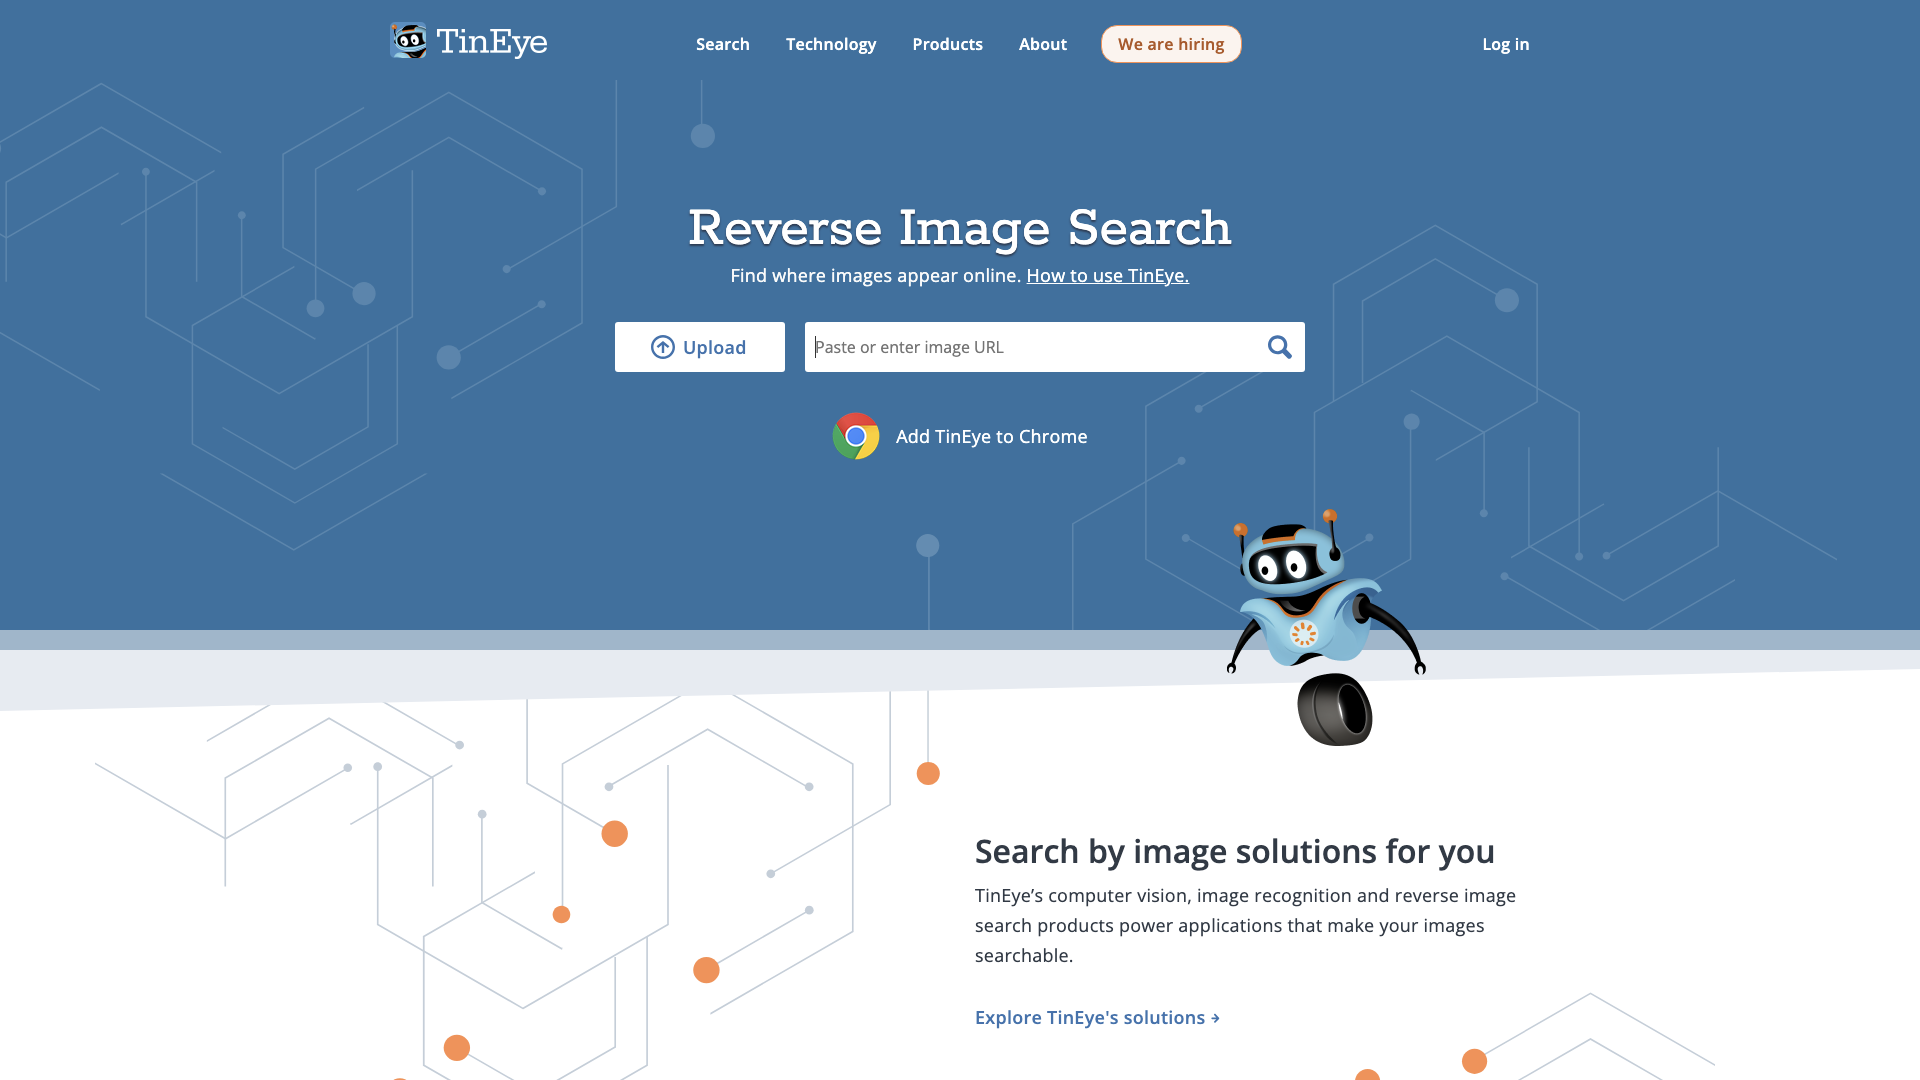 TinEye
Search
Technology
Products
About
We are hiring
Log in
Reverse Image Search
Find where images appear online. How to use TinEye.
Upload
Paste or enter image URL
Add TinEye to Chrome
Search by image solutions for you
TinEye’s computer vision, image recognition and reverse image
search products power applications that make your images
searchable.
Explore TinEye's solutions →